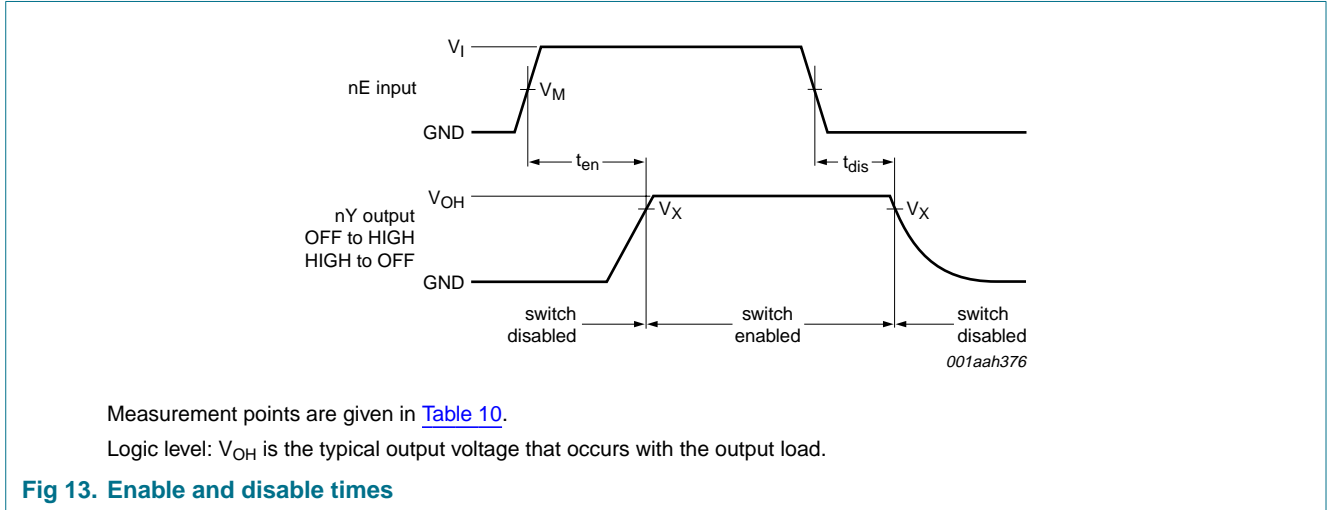 V_I
nE input
V_M
GND
t_en
t_dis
V_OH
nY output
OFF to HIGH
HIGH to OFF
V_X
V_X
GND
switch
disabled
switch
enabled
switch
disabled
001aah376
Measurement points are given in Table 10.
Logic level: V_OH is the typical output voltage that occurs with the output load.
Fig 13. Enable and disable times